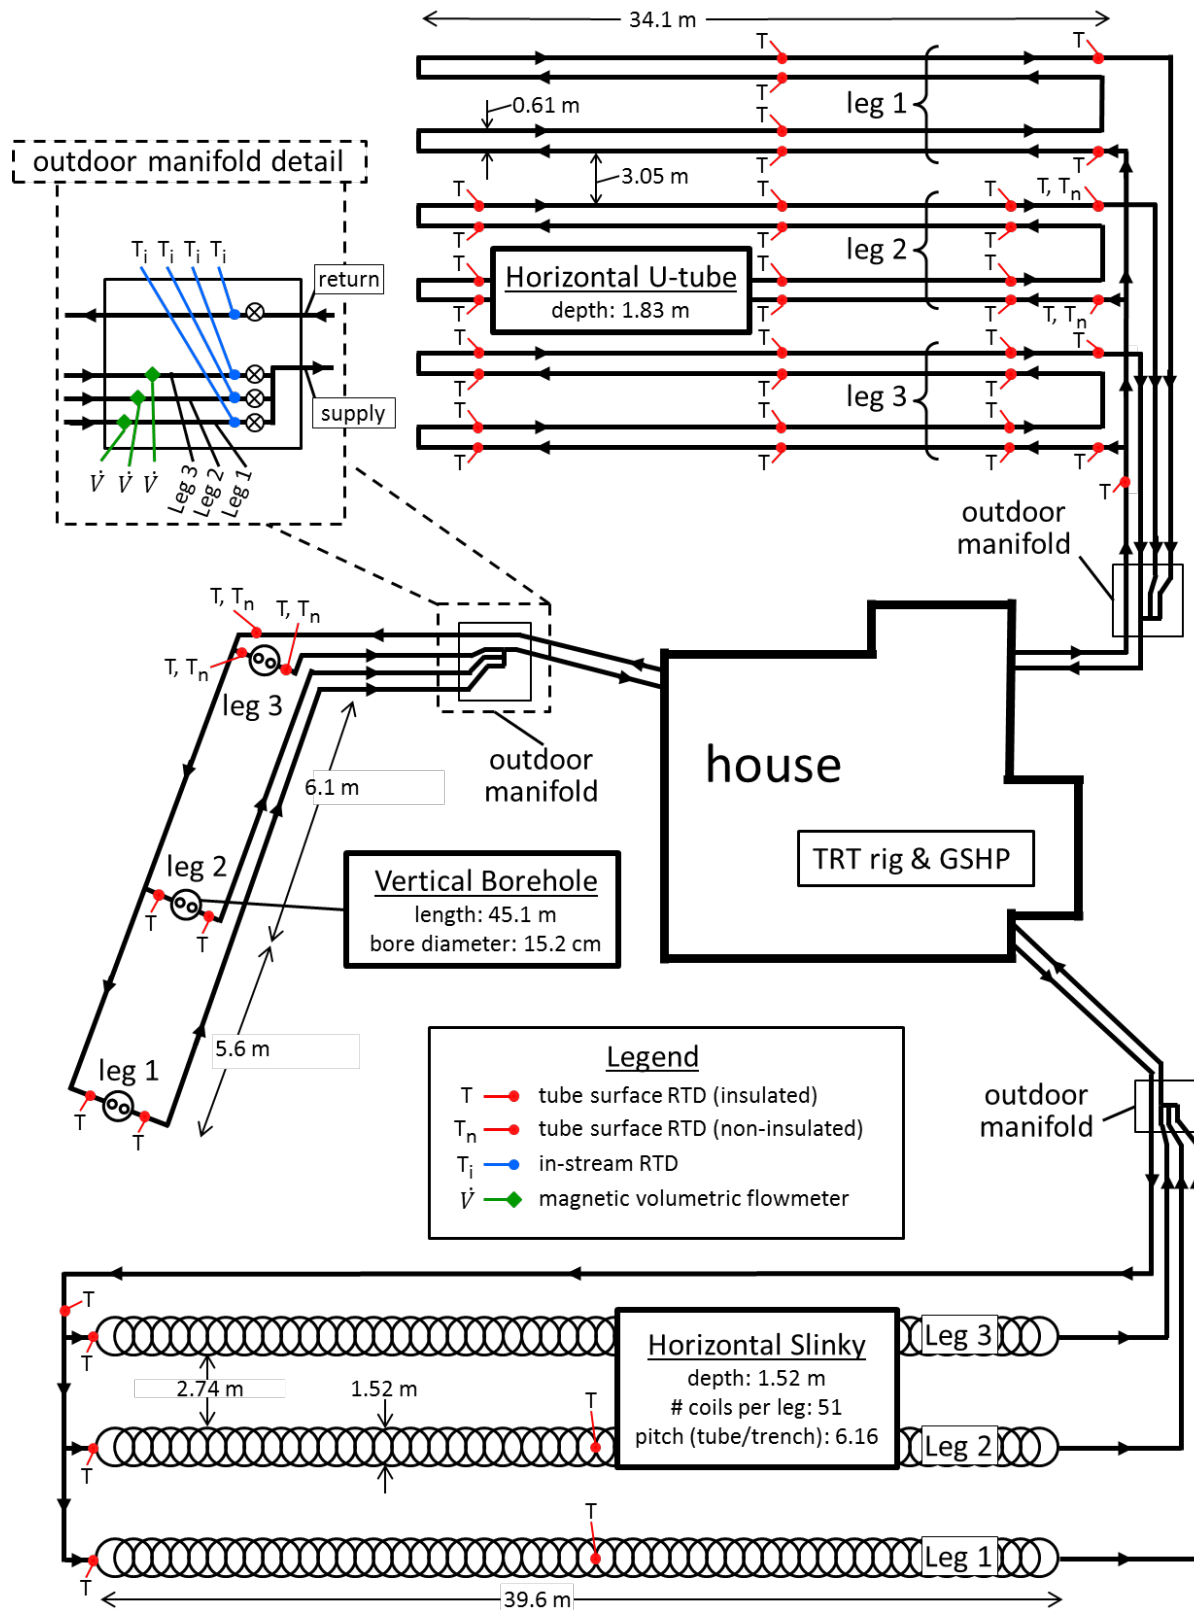 34.1 m
T
T
T
leg 1
0.61 m
T
T
T
3.05 m
outdoor manifold detail
T
T
T
T, Tn
T
T
T
leg 2
Horizontal U-tube
depth: 1.83 m
T
T
T
T
T
T
T, Tn
Ti Ti Ti Ti
return
supply
V̇ V̇ V̇
Leg 3
Leg 2
Leg 1
T
T
T
T
T
T
T
leg 3
T
T
T
T
T
T
T
T
outdoor
manifold
T, Tn
T, Tn
T, Tn
leg 3
outdoor
manifold
6.1 m
house
TRT rig & GSHP
leg 2
T
T
Vertical Borehole
length: 45.1 m
bore diameter: 15.2 cm
5.6 m
leg 1
T
T
Legend
T tube surface RTD (insulated)
Tn tube surface RTD (non-insulated)
Ti in-stream RTD
V̇ magnetic volumetric flowmeter
outdoor
manifold
T
T
Leg 3
Horizontal Slinky
depth: 1.52 m
# coils per leg: 51
pitch (tube/trench): 6.16
2.74 m
1.52 m
T
T
Leg 2
T
T
Leg 1
39.6 m